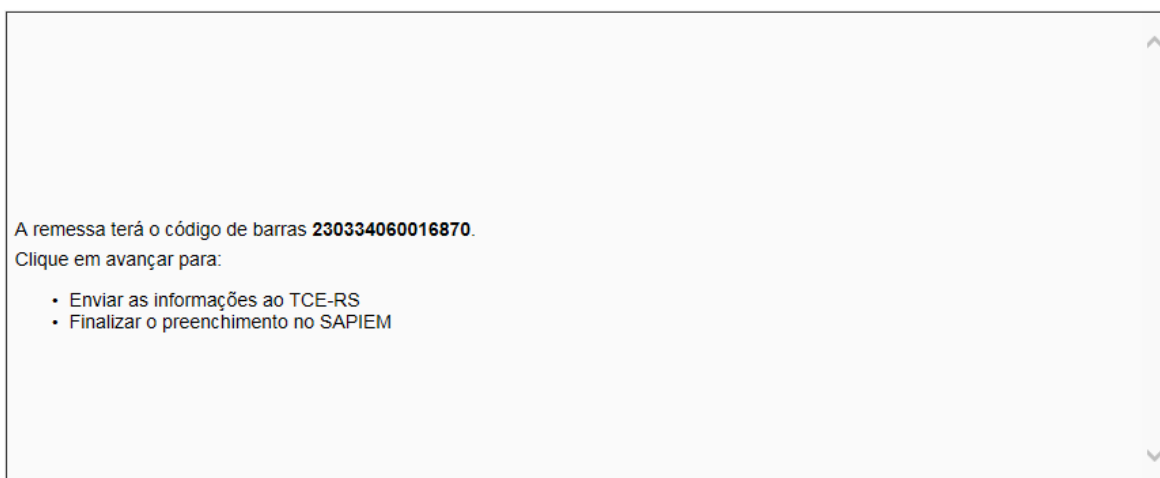 A remessa terá o código de barras 230334060016870.
Clique em avançar para:
• Enviar as informações ao TCE-RS
• Finalizar o preenchimento no SAPIEM